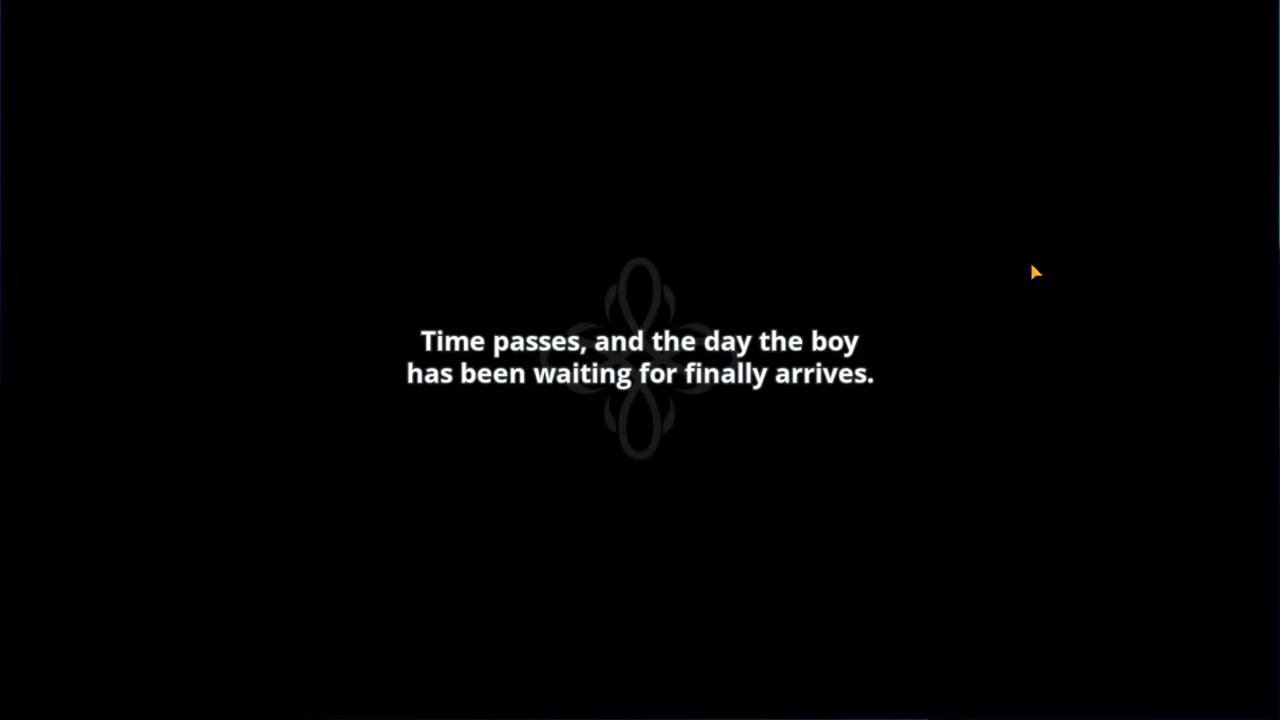 Time passes, and the day the boy
has been waiting for finally arrives.